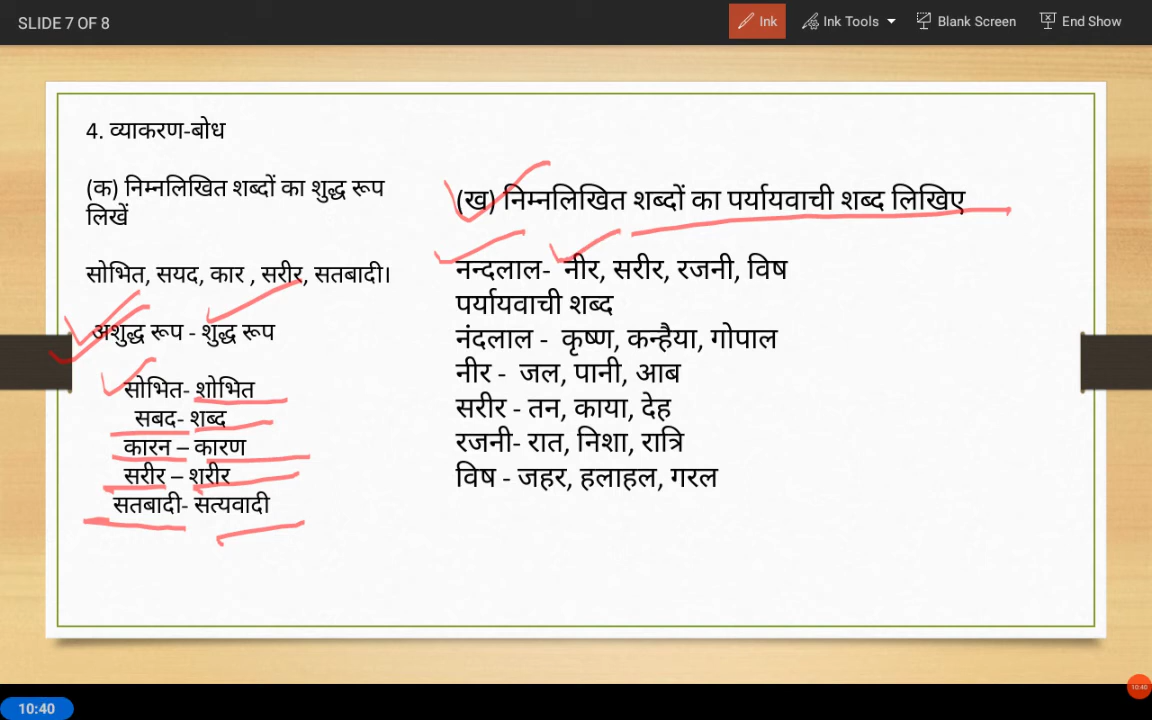 SLIDE 7 OF 8
Ink
Ink Tools
Blank Screen
End Show
4. व्याकरण-बोध
(क) निम्नलिखित शब्दों का शुद्ध रूप
लिखें
सोभित, सयद, कार , सरीर, सतबादी।
अशुद्ध रूप - शुद्ध रूप
सोभित- शोभित
सबद- शब्द
कारन – कारण
सरीर – शरीर
सतबादी- सत्यवादी
(ख) निम्नलिखित शब्दों का पर्यायवाची शब्द लिखिए
नन्दलाल- नीर, सरीर, रजनी, विष
पर्यायवाची शब्द
नंदलाल - कृष्ण, कन्हैया, गोपाल
नीर - जल, पानी, आब
सरीर - तन, काया, देह
रजनी- रात, निशा, रात्रि
विष - जहर, हलाहल, गरल
10:40
10:40